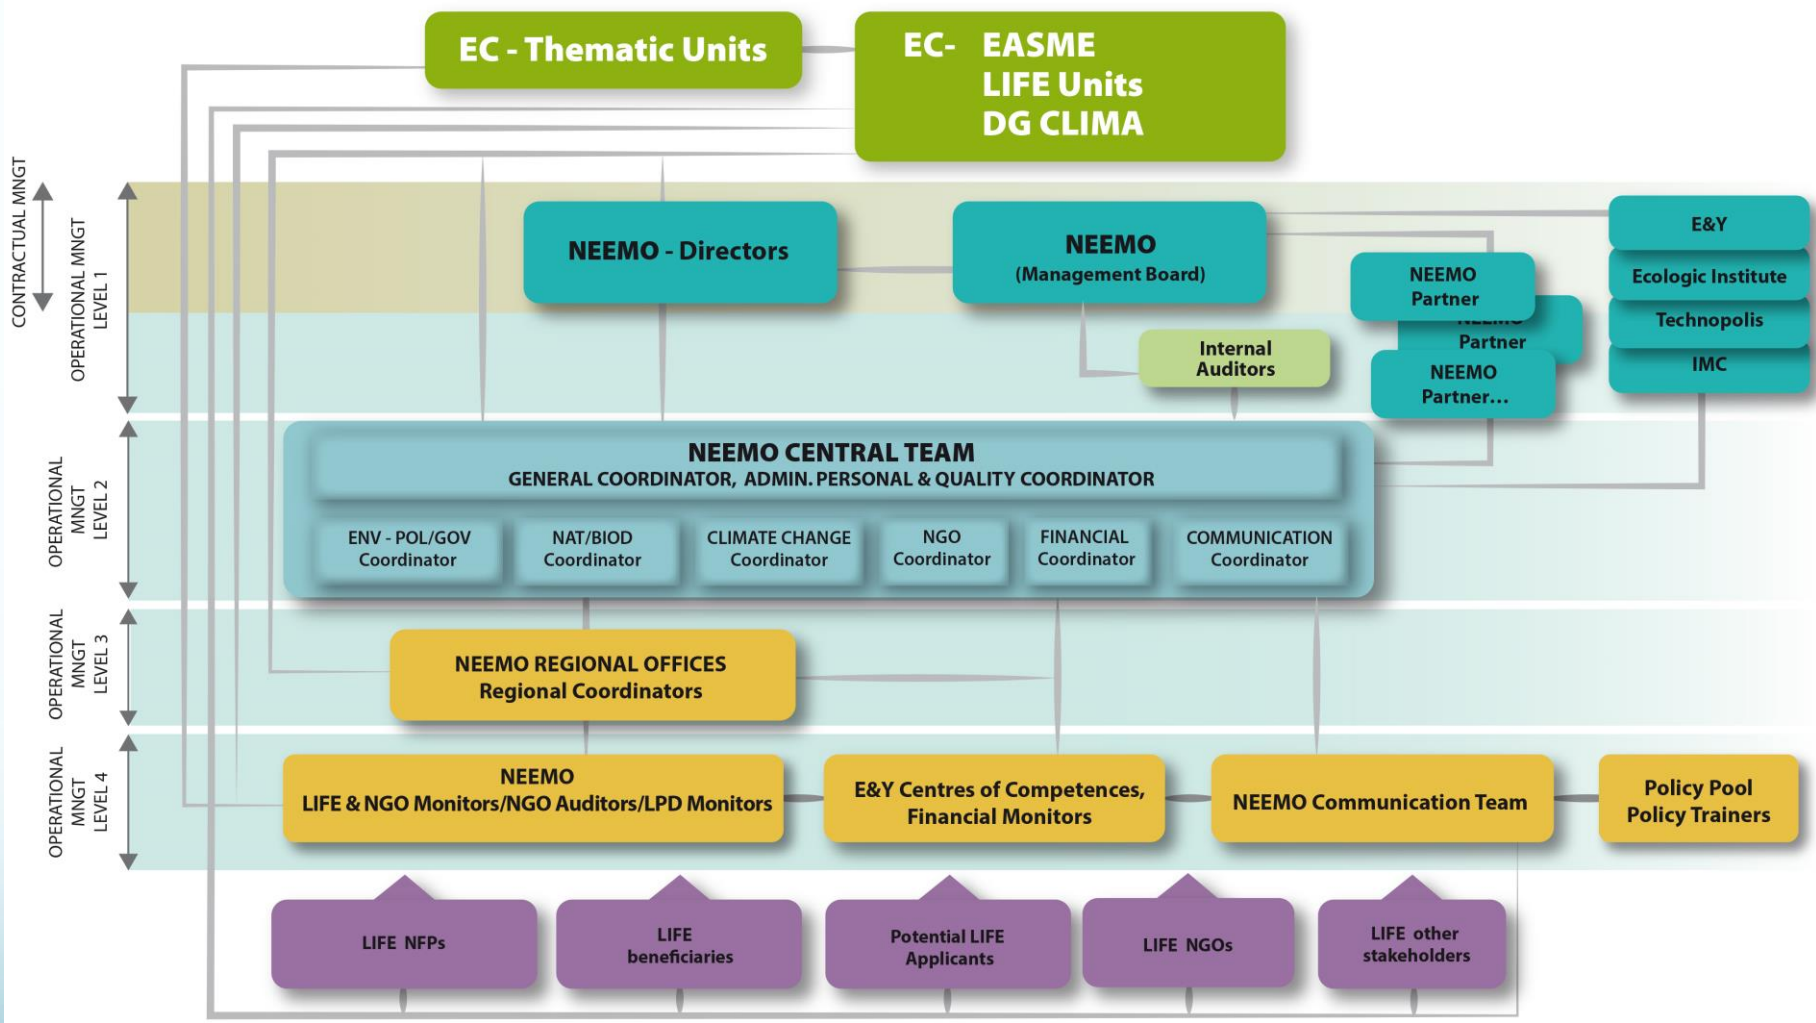 EC - Thematic Units
EC- EASME
LIFE Units
DG CLIMA
CONTRACTUAL MNGT
OPERATIONAL MNGT
LEVEL 1
NEEMO - Directors
NEEMO
(Management Board)
E&Y
Ecologic Institute
Technopolis
IMC
NEEMO
Partner
NEEMO
Partner
NEEMO
Partner...
Internal
Auditors
OPERATIONAL
MNGT
LEVEL 2
NEEMO CENTRAL TEAM
GENERAL COORDINATOR, ADMIN. PERSONAL & QUALITY COORDINATOR
ENV - POL/GOV
Coordinator
NAT/BIOD
Coordinator
CLIMATE CHANGE
Coordinator
NGO
Coordinator
FINANCIAL
Coordinator
COMMUNICATION
Coordinator
OPERATIONAL
MNGT
LEVEL 3
NEEMO REGIONAL OFFICES
Regional Coordinators
OPERATIONAL
MNGT
LEVEL 4
NEEMO
LIFE & NGO Monitors/NGO Auditors/LPD Monitors
E&Y Centres of Competences,
Financial Monitors
NEEMO Communication Team
Policy Pool
Policy Trainers
LIFE NFPs
LIFE
beneficiaries
Potential LIFE
Applicants
LIFE NGOs
LIFE other
stakeholders